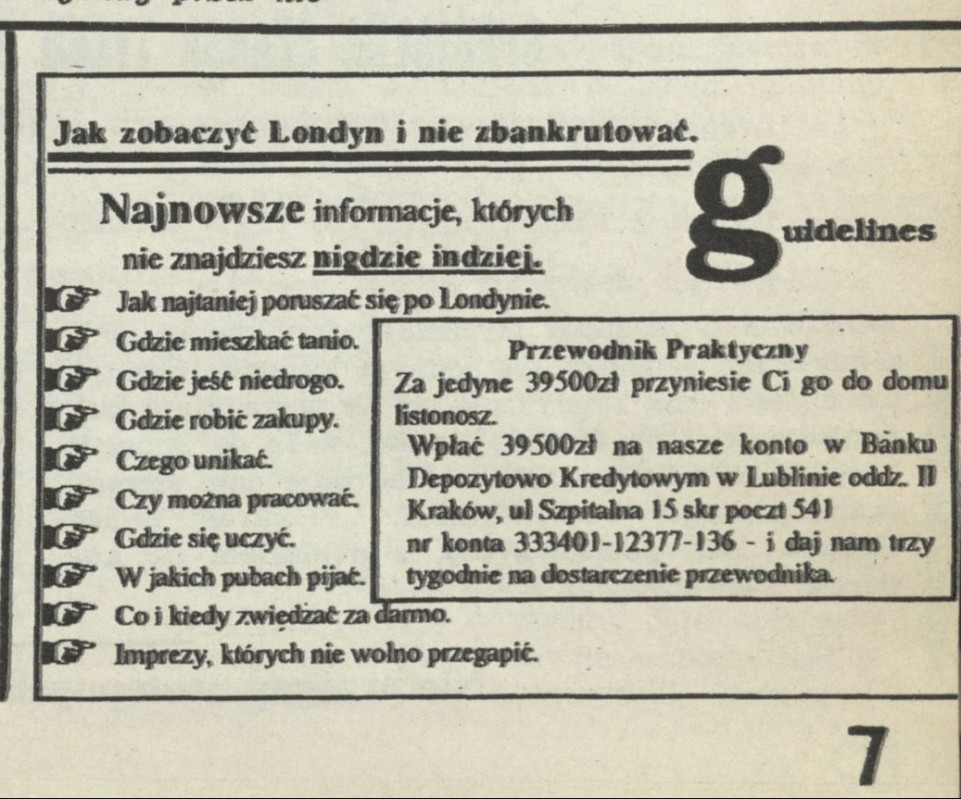 Jak zobaczyć Londyn i nie zbankrutować.
guidelines
Najnowsze informacje, których
nie znajdziesz nigdzie indziej.
Jak najtaniej poruszać się po Londynie.
Gdzie mieszkać tanio.
Gdzie jeść niedrogo.
Gdzie robić zakupy.
Czego unikać.
Czy można pracować.
Gdzie się uczyć.
W jakich pubach pijać.
Co i kiedy zwiedzać za darmo.
Imprezy, których nie wolno przegapić.
Przewodnik Praktyczny
Za jedyne 39500zł przyniesie Ci go do domu
listonosz.
Wpłać 39500zł na nasze konto w Banku
Depozytowo Kredytowym w Lublinie oddz. II
Kraków, ul Szpitalna 15 skr poczt 541
nr konta 333401-12377-136 - i daj nam trzy
tygodnie na dostarczenie przewodnika.
7